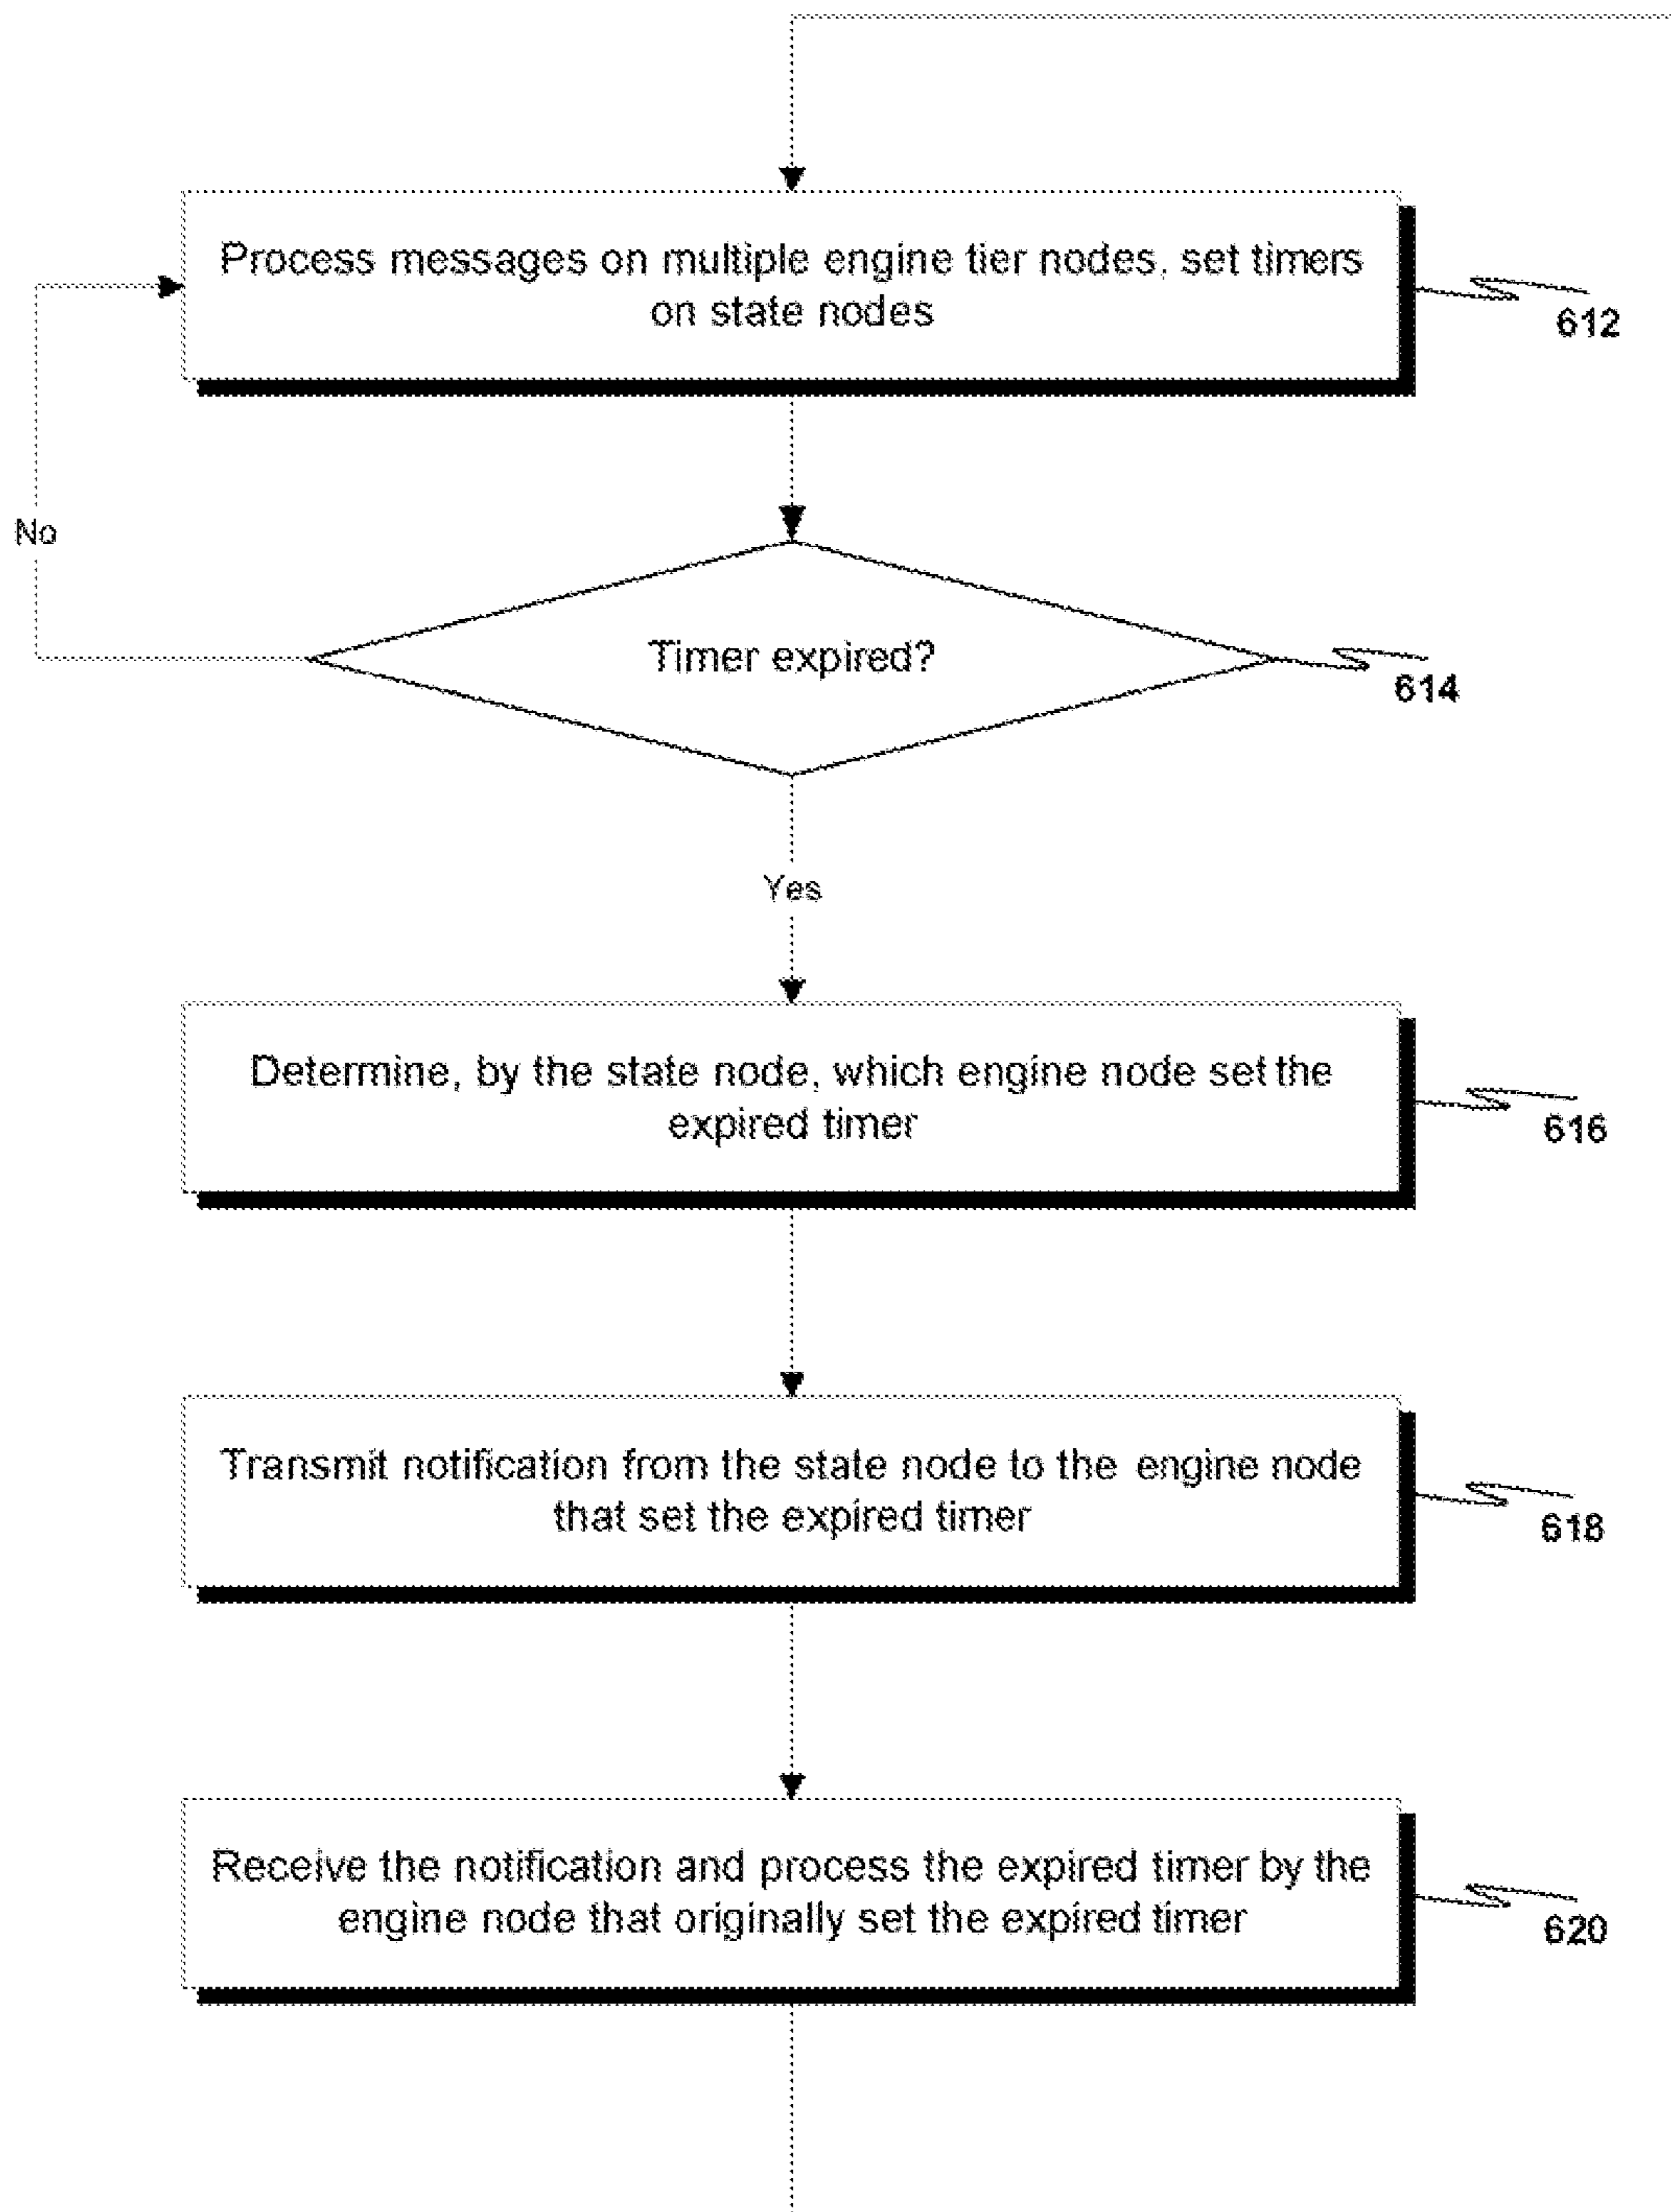 Process messages on multiple engine tier nodes, set timers
on state nodes
612
No
Timer expired?
614
Yes
Determine, by the state node, which engine node set the
expired timer
616
Transmit notification from the state node to the engine node
that set the expired timer
618
Receive the notification and process the expired timer by the
engine node that originally set the expired timer
620